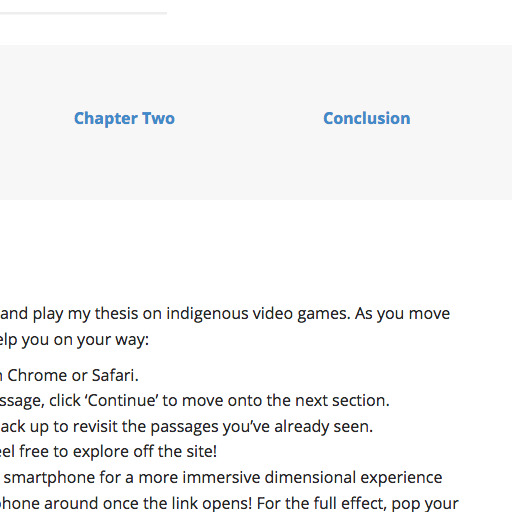 Chapter Two Conclusion
and play my thesis on indigenous video games. As you move
elp you on your way:
Chrome or Safari.
ssage, click ‘Continue’ to move onto the next section.
ack up to revisit the passages you’ve already seen.
eel free to explore off the site!
smartphone for a more immersive dimensional experience
phone around once the link opens! For the full effect, pop your